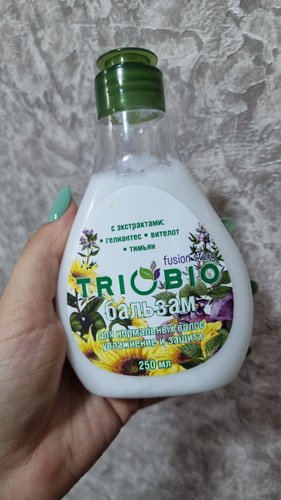 с экстрактами:
• гелиантес • вителот
• тимьян
fusion
TRIOBIO
бальзам
для нормальных волос
увлажнение и защита
250 мл